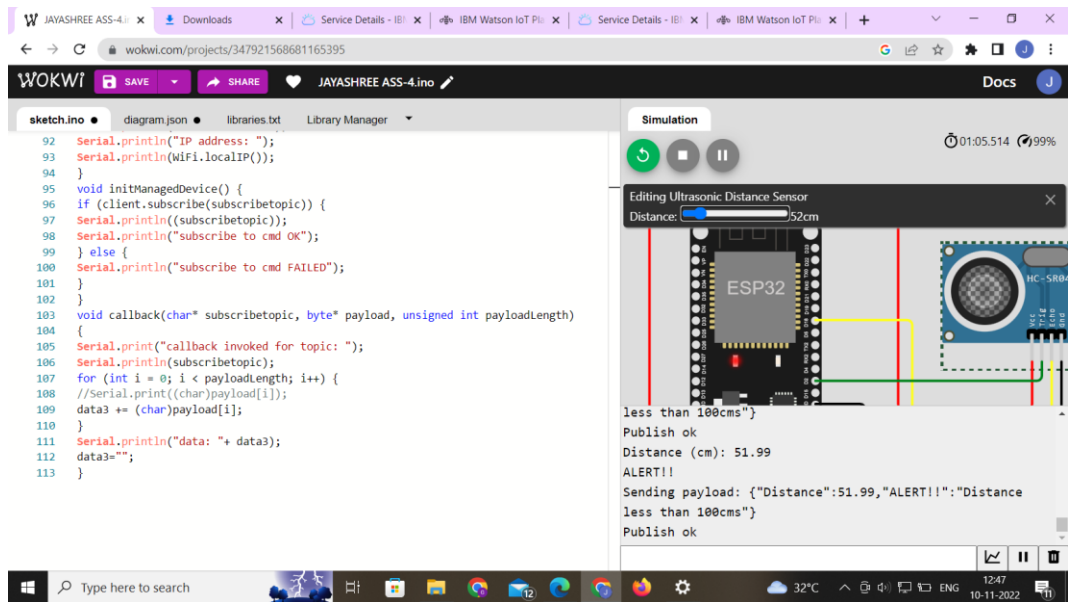 JAYASHREE ASS-4.i
Downloads
Service Details - IB
IBM Watson IoT Pla
Service Details - IB
IBM Watson IoT Pla
wokwi.com/projects/347921568681165395
J
WOKWI
SAVE
SHARE
JAYASHREE ASS-4.ino
Docs
J
sketch.ino ●
diagram.json ●
libraries.txt
Library Manager
Simulation
01:05.514 99%
92 Serial.println("IP address: ");
93 Serial.println(WiFi.localIP());
94 }
95 void initManagedDevice() {
96 if (client.subscribe(subscribetopic)) {
97 Serial.println((subscribetopic));
98 Serial.println("subscribe to cmd OK");
99 } else {
100 Serial.println("subscribe to cmd FAILED");
101 }
102 }
103 void callback(char* subscribetopic, byte* payload, unsigned int payloadLength)
104 {
105 Serial.print("callback invoked for topic: ");
106 Serial.println(subscribetopic);
107 for (int i = 0; i < payloadLength; i++) {
108 //Serial.print((char)payload[i]);
109 data3 += (char)payload[i];
110 }
111 Serial.println("data: "+ data3);
112 data3="";
113 }
Editing Ultrasonic Distance Sensor
Distance: 52cm
ESP32
HC-SR04
Vcc
Trig
Echo
Gnd
less than 100cms"}
Publish ok
Distance (cm): 51.99
ALERT!!
Sending payload: {"Distance":51.99,"ALERT!!":"Distance
less than 100cms"}
Publish ok
Type here to search
12
32°C
ENG
12:47
10-11-2022
11